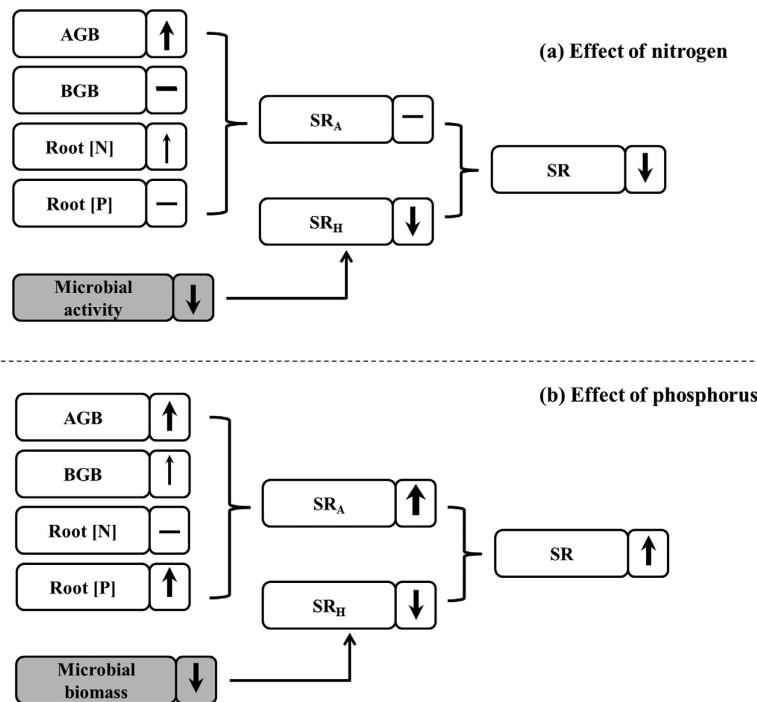 AGB
(a) Effect of nitrogen
BGB
SRA
Root [N]
SR
Root [P]
SRH
Microbial
activity
(b) Effect of phosphorus
AGB
BGB
SRA
Root [N]
SR
Root [P]
SRH
Microbial
biomass